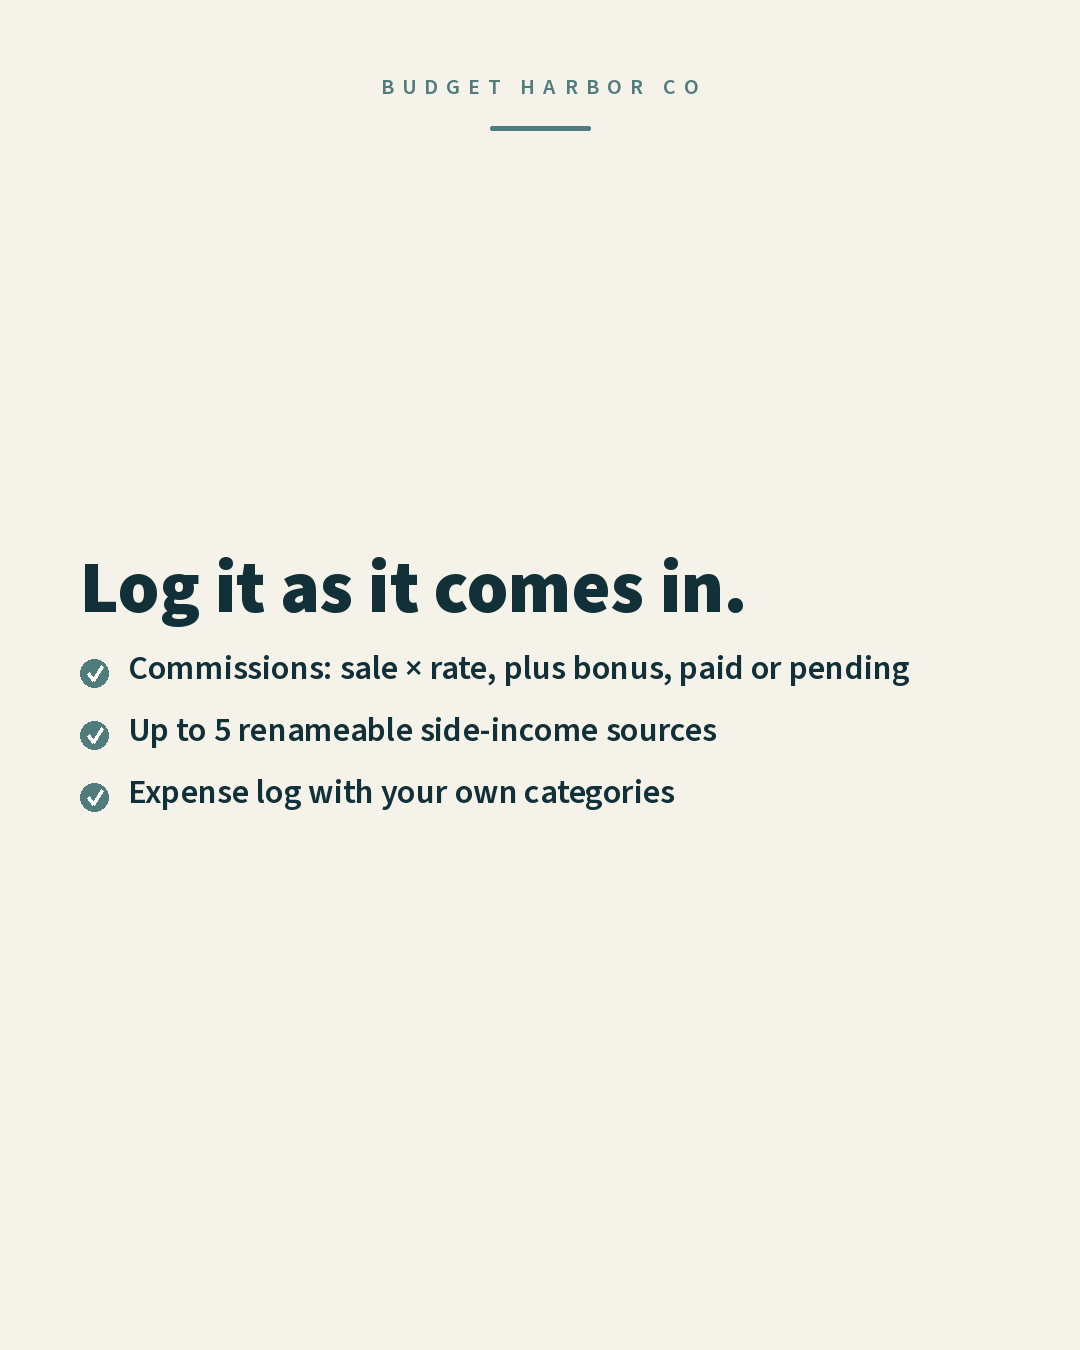 BUDGET HARBOR CO
Log it as it comes in.
Commissions: sale × rate, plus bonus, paid or pending
Up to 5 renameable side-income sources
Expense log with your own categories